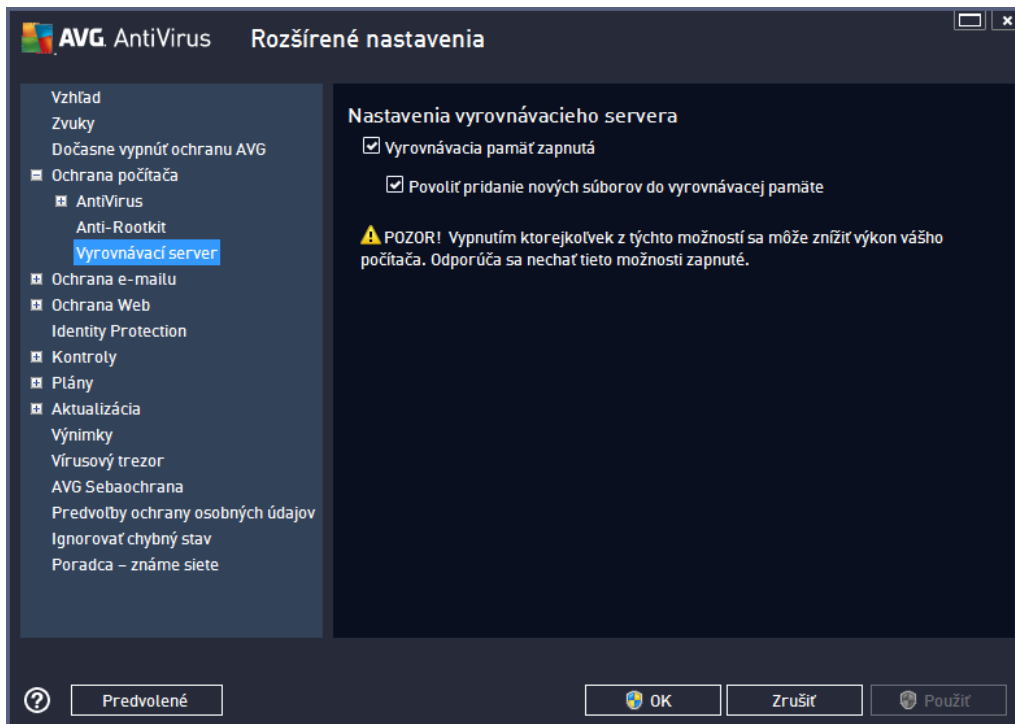 AVG. AntiVirus Rozšírené nastavenia
Vzhľad
Zvuky
Dočasne vypnúť ochranu AVG
Ochrana počítača
AntiVirus
Anti-Rootkit
Vyrovnávací server
Ochrana e-mailu
Ochrana Web
Identity Protection
Kontroly
Plány
Aktualizácia
Výnimky
Vírusový trezor
AVG Sebaochrana
Predvoľby ochrany osobných údajov
Ignorovať chybný stav
Poradca – známe siete
Nastavenia vyrovnávacieho servera
Vyrovnávacia pamäť zapnutá
Povoliť pridanie nových súborov do vyrovnávacej pamäte
POZOR! Vypnutím ktorejkoľvek z týchto možností sa môže znížiť výkon vášho
počítača. Odporúča sa nechať tieto možnosti zapnuté.
Predvolené
OK
Zrušiť
Použiť